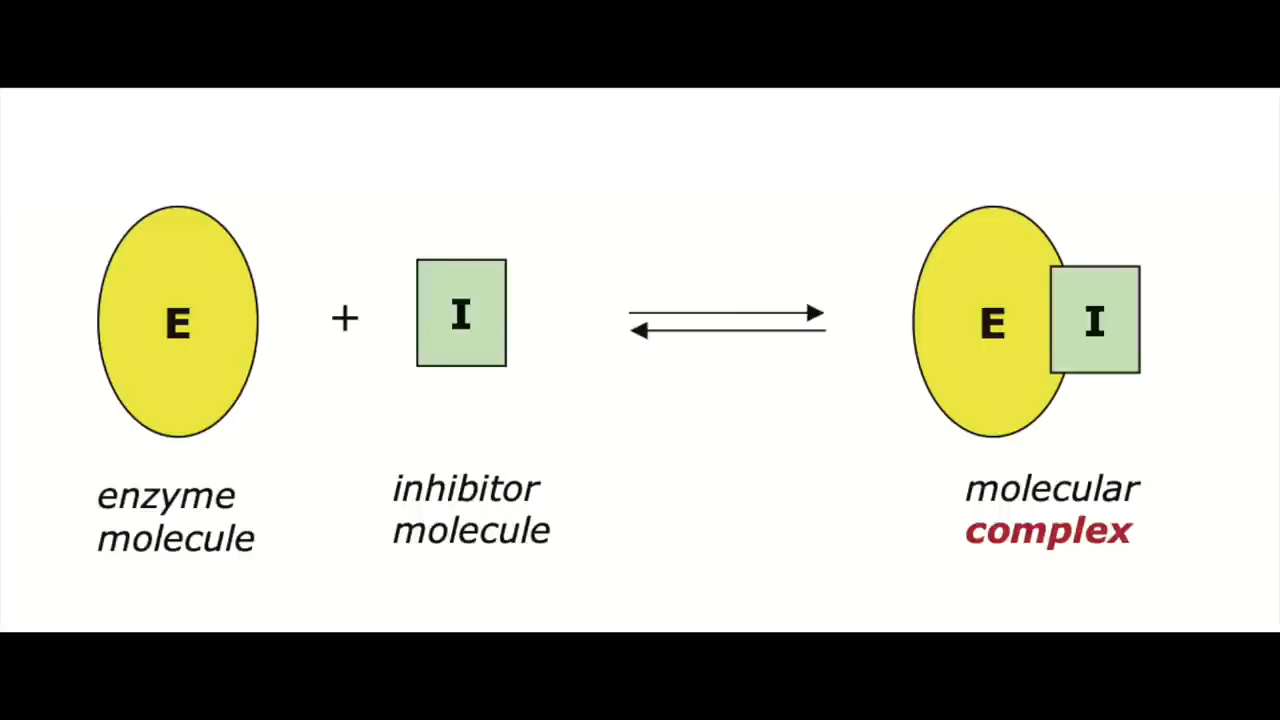 E + I E I
enzyme
molecule
inhibitor
molecule
molecular
complex